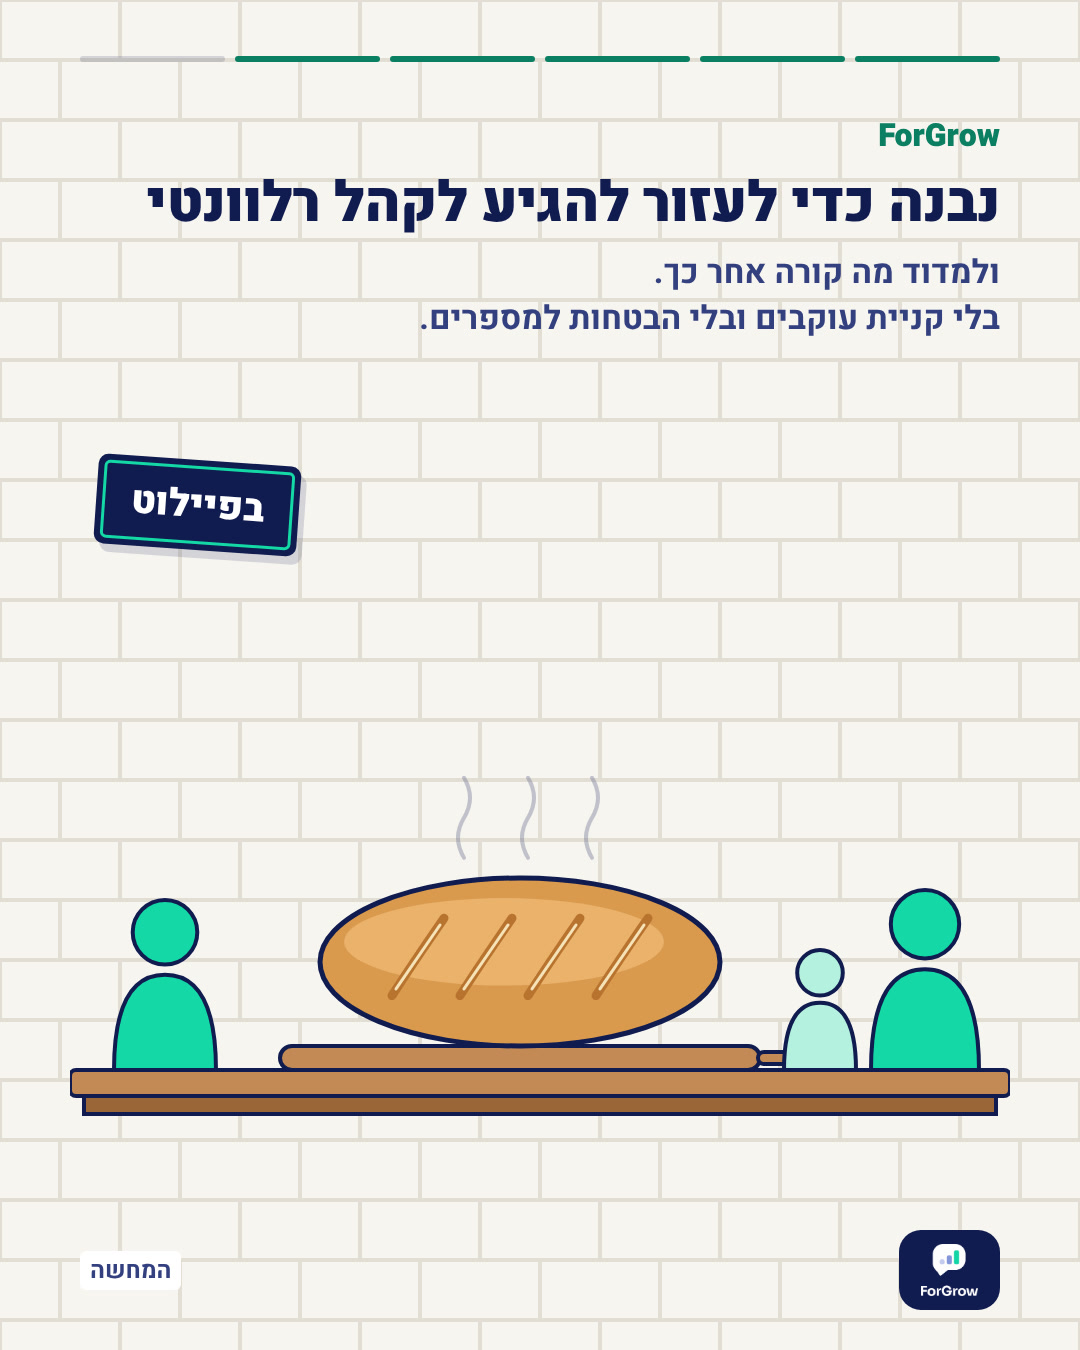 ForGrow
נבנה כדי לעזור להגיע לקהל רלוונטי
ולמדוד מה קורה אחר כך.
בלי קניית עוקבים ובלי הבטחות למספרים.
בפיילוט
המחשה
ForGrow